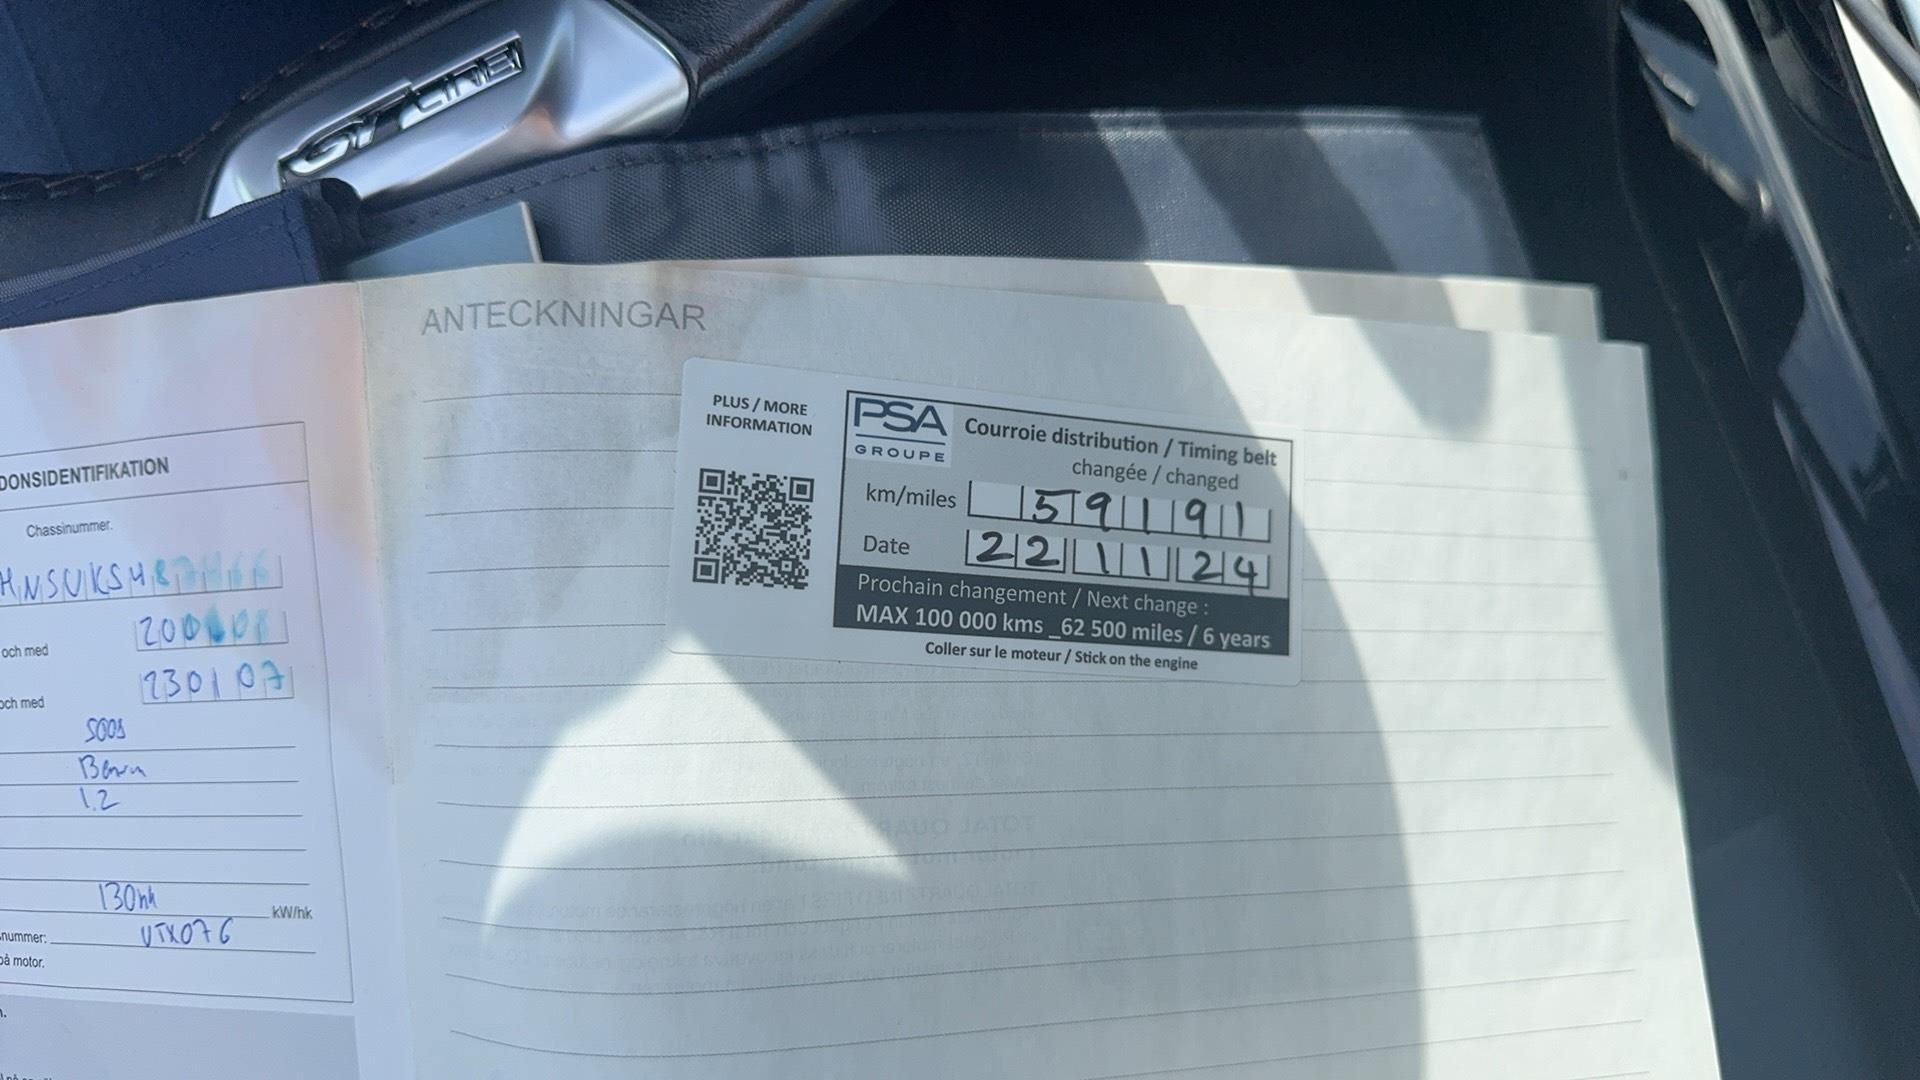 GT Line
DONSIDENTIFIKATION
Chassinummer.
och med
230107
och med
5008
1.2
130hk
kW/hk
nummer:
UTX076
på motor.
ANTECKNINGAR
PLUS / MORE
INFORMATION
PSA
GROUPE
Courroie distribution / Timing belt
changée / changed
km/miles 59191
Date 22 11 24
Prochain changement / Next change :
MAX 100 000 kms _62 500 miles / 6 years
Coller sur le moteur / Stick on the engine